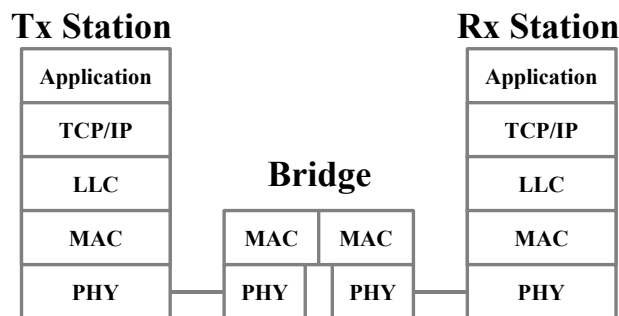 Tx Station
Rx Station
Application
Application
TCP/IP
TCP/IP
LLC
LLC
Bridge
MAC
MAC
MAC
MAC
PHY
PHY
PHY
PHY